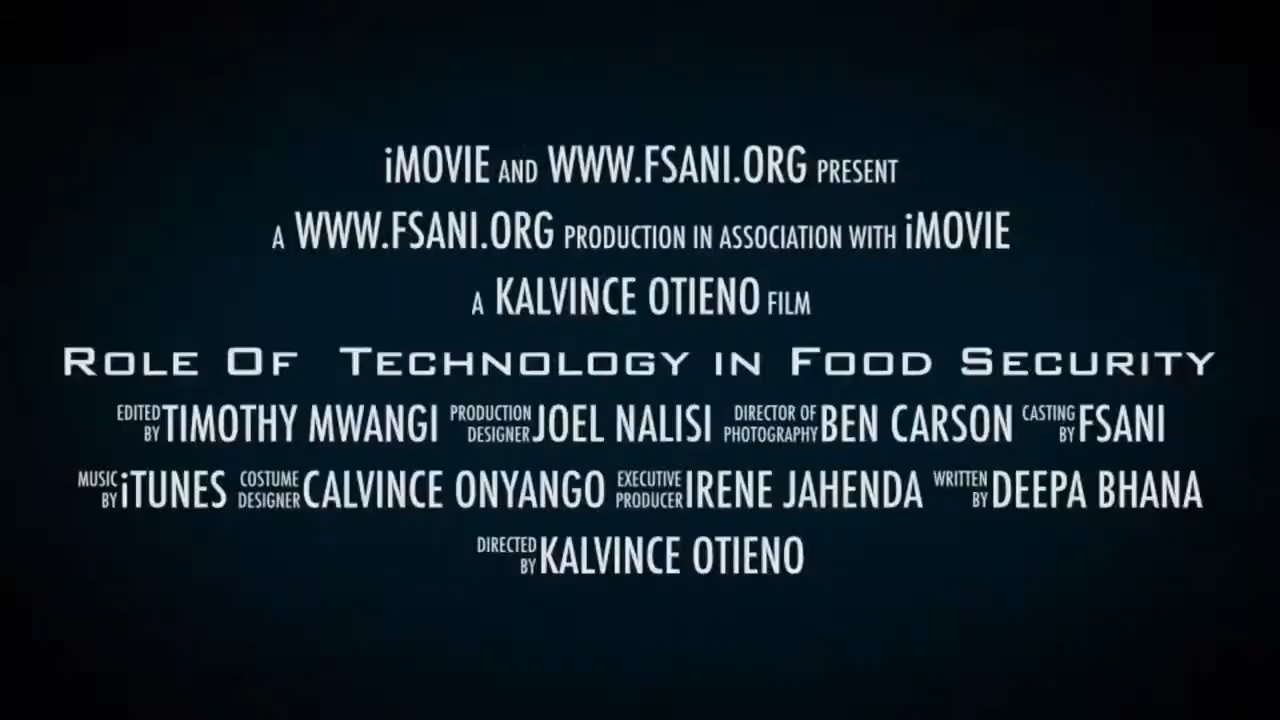 iMOVIE AND WWW.FSANI.ORG PRESENT
A WWW.FSANI.ORG PRODUCTION IN ASSOCIATION WITH iMOVIE
A KALVINCE OTIENO FILM
ROLE OF TECHNOLOGY IN FOOD SECURITY
EDITED BY TIMOTHY MWANGI PRODUCTION DESIGNER JOEL NALISI DIRECTOR OF PHOTOGRAPHY BEN CARSON CASTING BY FSANI
MUSIC BY iTUNES COSTUME DESIGNER CALVINCE ONYANGO EXECUTIVE PRODUCER IRENE JAHENDA WRITTEN BY DEEPA BHANA
DIRECTED BY KALVINCE OTIENO